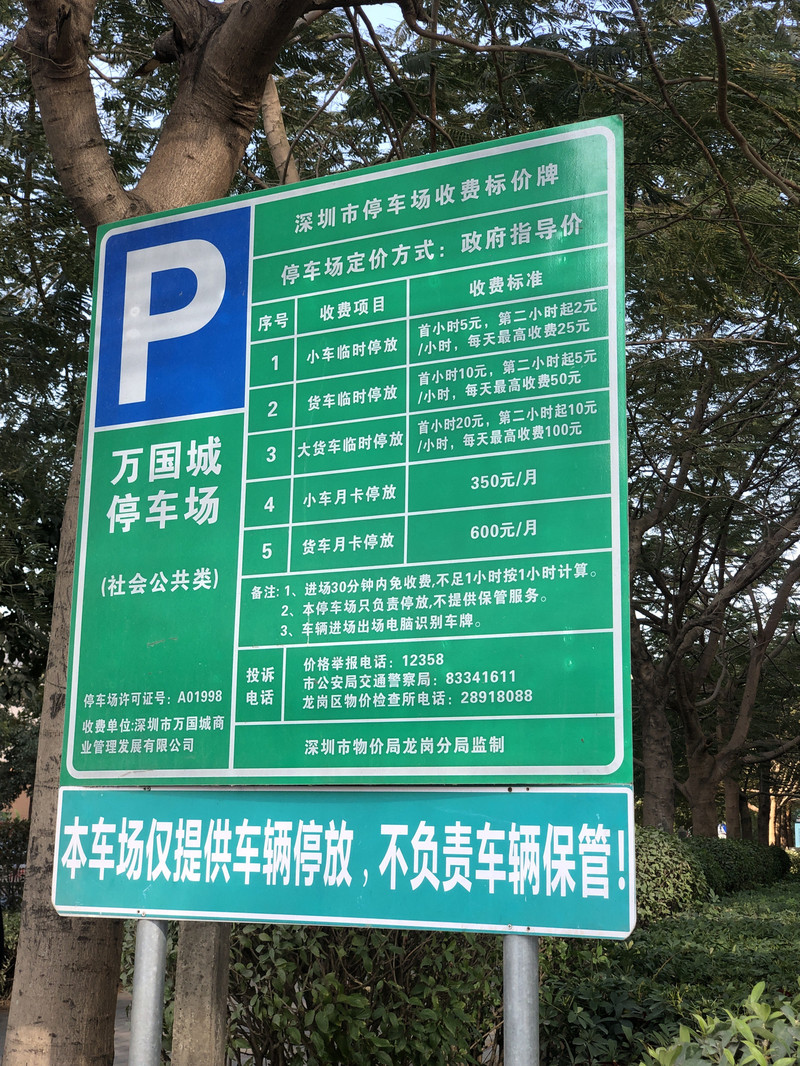 P
万国城
停车场
(社会公共类)
停车场许可证号：A01998
收费单位:深圳市万国城商
业管理发展有限公司
深圳市停车场收费标价牌
停车场定价方式：政府指导价
序号 收费项目 收费标准
1 小车临时停放 首小时5元，第二小时起2元
/小时，每天最高收费25元
2 货车临时停放 首小时10元，第二小时起5元
/小时，每天最高收费50元
3 大货车临时停放 首小时20元，第二小时起10元
/小时，每天最高收费100元
4 小车月卡停放 350元/月
5 货车月卡停放 600元/月
备注：1、进场30分钟内免收费,不足1小时按1小时计算。
2、本停车场只负责停放,不提供保管服务。
3、车辆进场出场电脑识别车牌。
投诉
电话
价格举报电话：12358
市公安局交通警察局：83341611
龙岗区物价检查所电话：28918088
深圳市物价局龙岗分局监制
本车场仅提供车辆停放，不负责车辆保管！